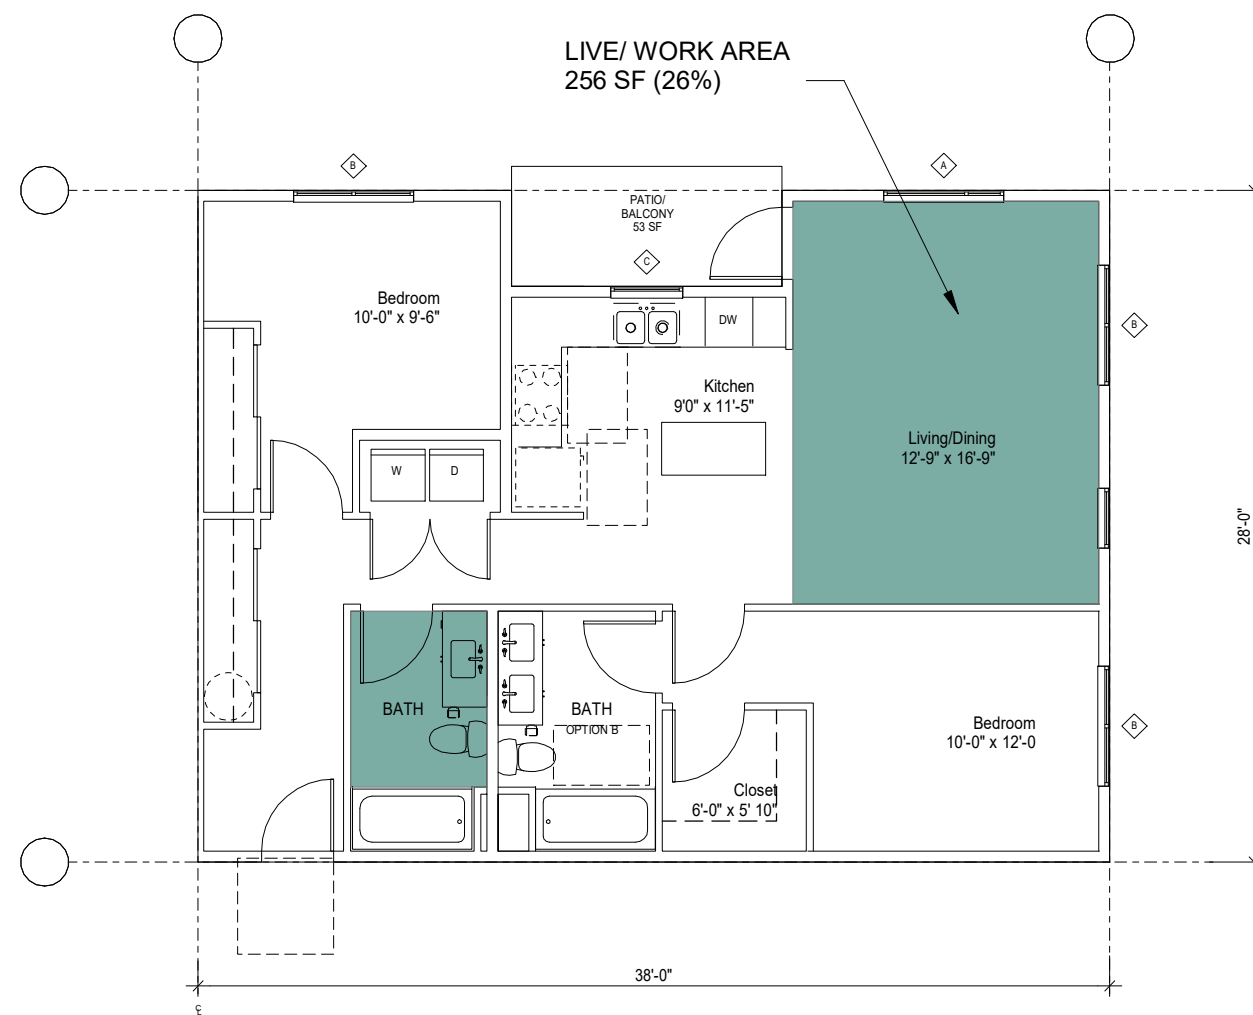 LIVE/ WORK AREA
256 SF (26%)
B
A
PATIO/
BALCONY
53 SF
C
Bedroom
10'-0" x 9'-6"
DW
B
Kitchen
9'0" x 11'-5"
Living/Dining
12'-9" x 16'-9"
W
D
28'-0"
BATH
BATH
OPTION B
Bedroom
10'-0" x 12'-0
B
Closet
6'-0" x 5' 10"
38'-0"
℄